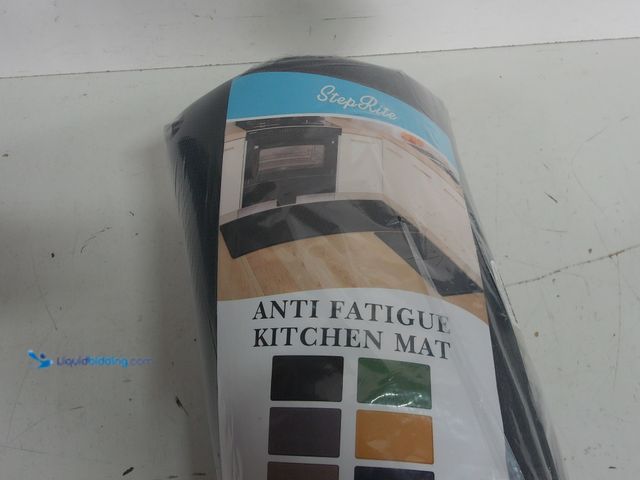 StepRite
ANTI FATIGUE
KITCHEN MAT
Liquidbidding.com